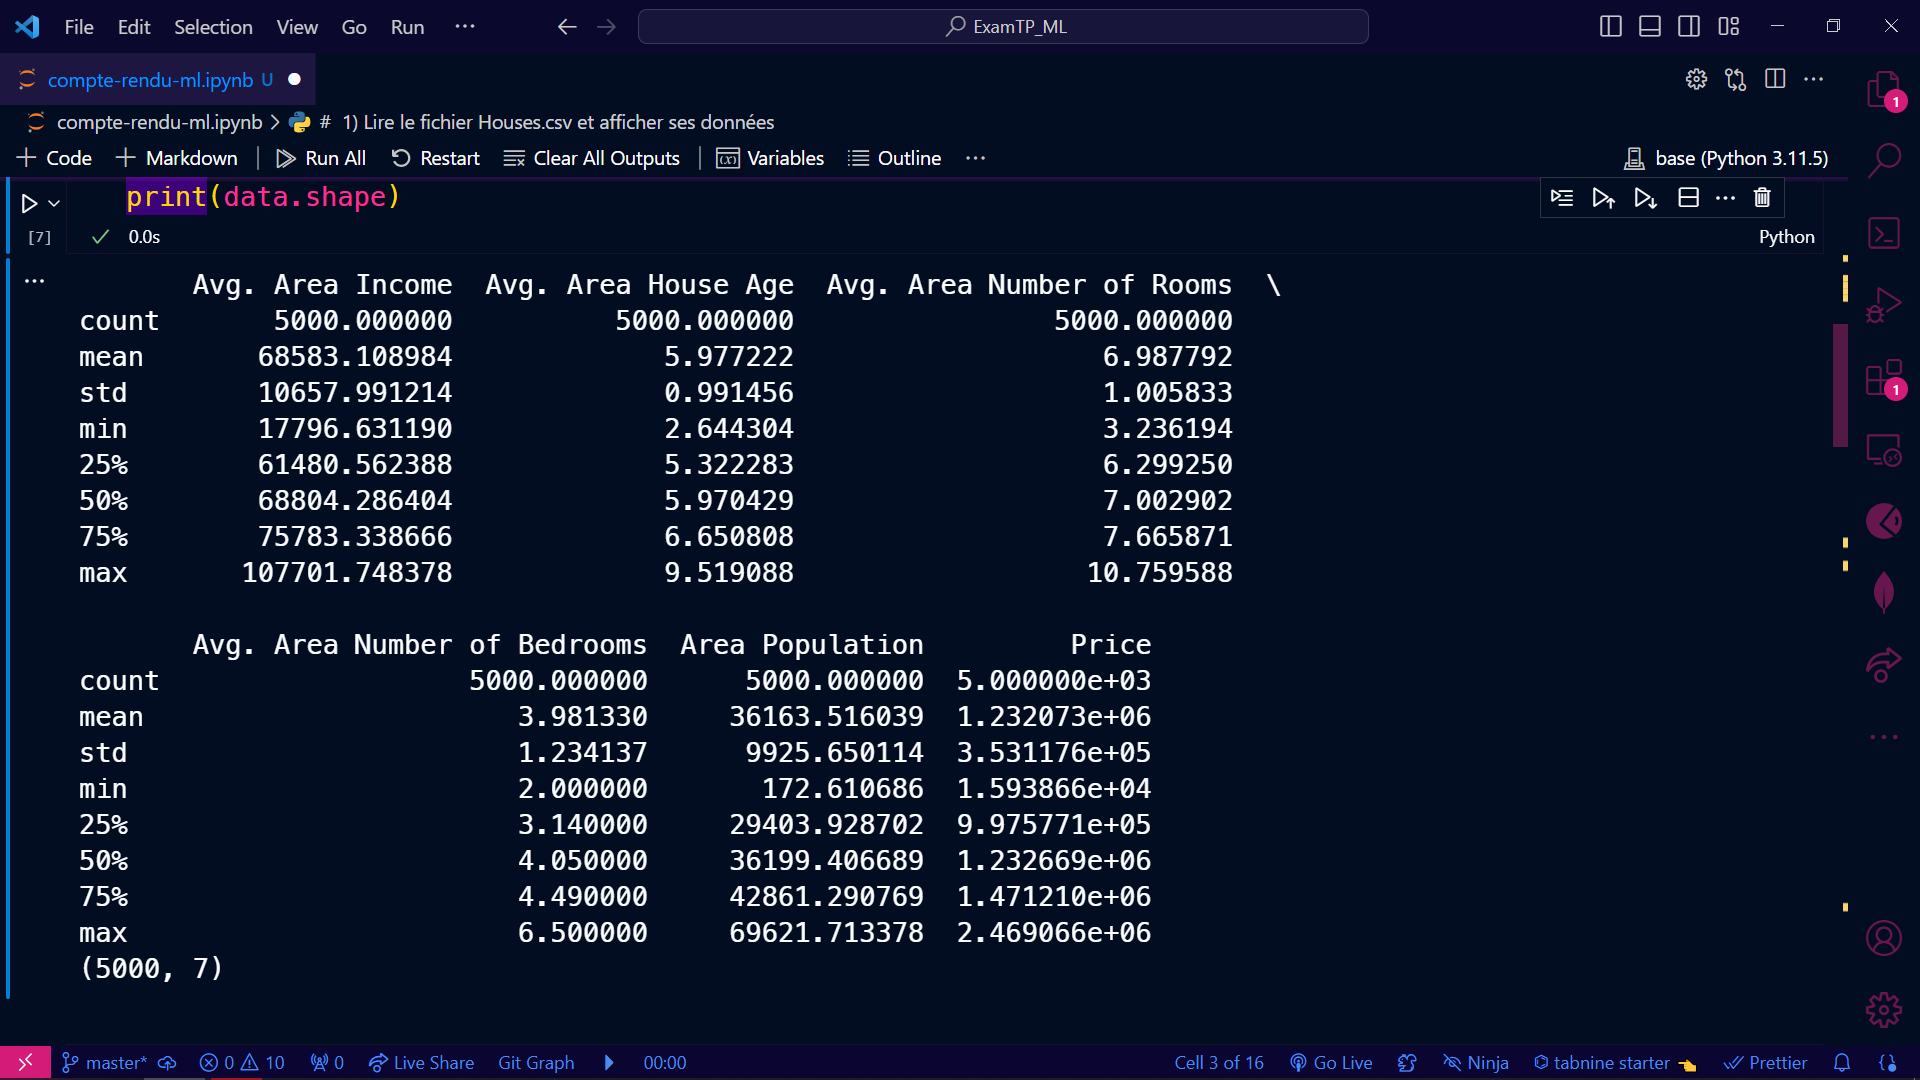 File Edit Selection View Go Run ··· ExamTP_ML
compte-rendu-ml.ipynb U
compte-rendu-ml.ipynb > # 1) Lire le fichier Houses.csv et afficher ses données
+ Code + Markdown | Run All Restart Clear All Outputs | Variables Outline ··· base (Python 3.11.5)
print(data.shape)
[7] 0.0s Python
Avg. Area Income Avg. Area House Age Avg. Area Number of Rooms \
count 5000.000000 5000.000000 5000.000000
mean 68583.108984 5.977222 6.987792
std 10657.991214 0.991456 1.005833
min 17796.631190 2.644304 3.236194
25% 61480.562388 5.322283 6.299250
50% 68804.286404 5.970429 7.002902
75% 75783.338666 6.650808 7.665871
max 107701.748378 9.519088 10.759588
Avg. Area Number of Bedrooms Area Population Price
count 5000.000000 5000.000000 5.000000e+03
mean 3.981330 36163.516039 1.232073e+06
std 1.234137 9925.650114 3.531176e+05
min 2.000000 172.610686 1.593866e+04
25% 3.140000 29403.928702 9.975771e+05
50% 4.050000 36199.406689 1.232669e+06
75% 4.490000 42861.290769 1.471210e+06
max 6.500000 69621.713378 2.469066e+06
(5000, 7)
1
1
master* 0 10 0 Live Share Git Graph 00:00 Cell 3 of 16 Go Live Ninja tabnine starter Prettier